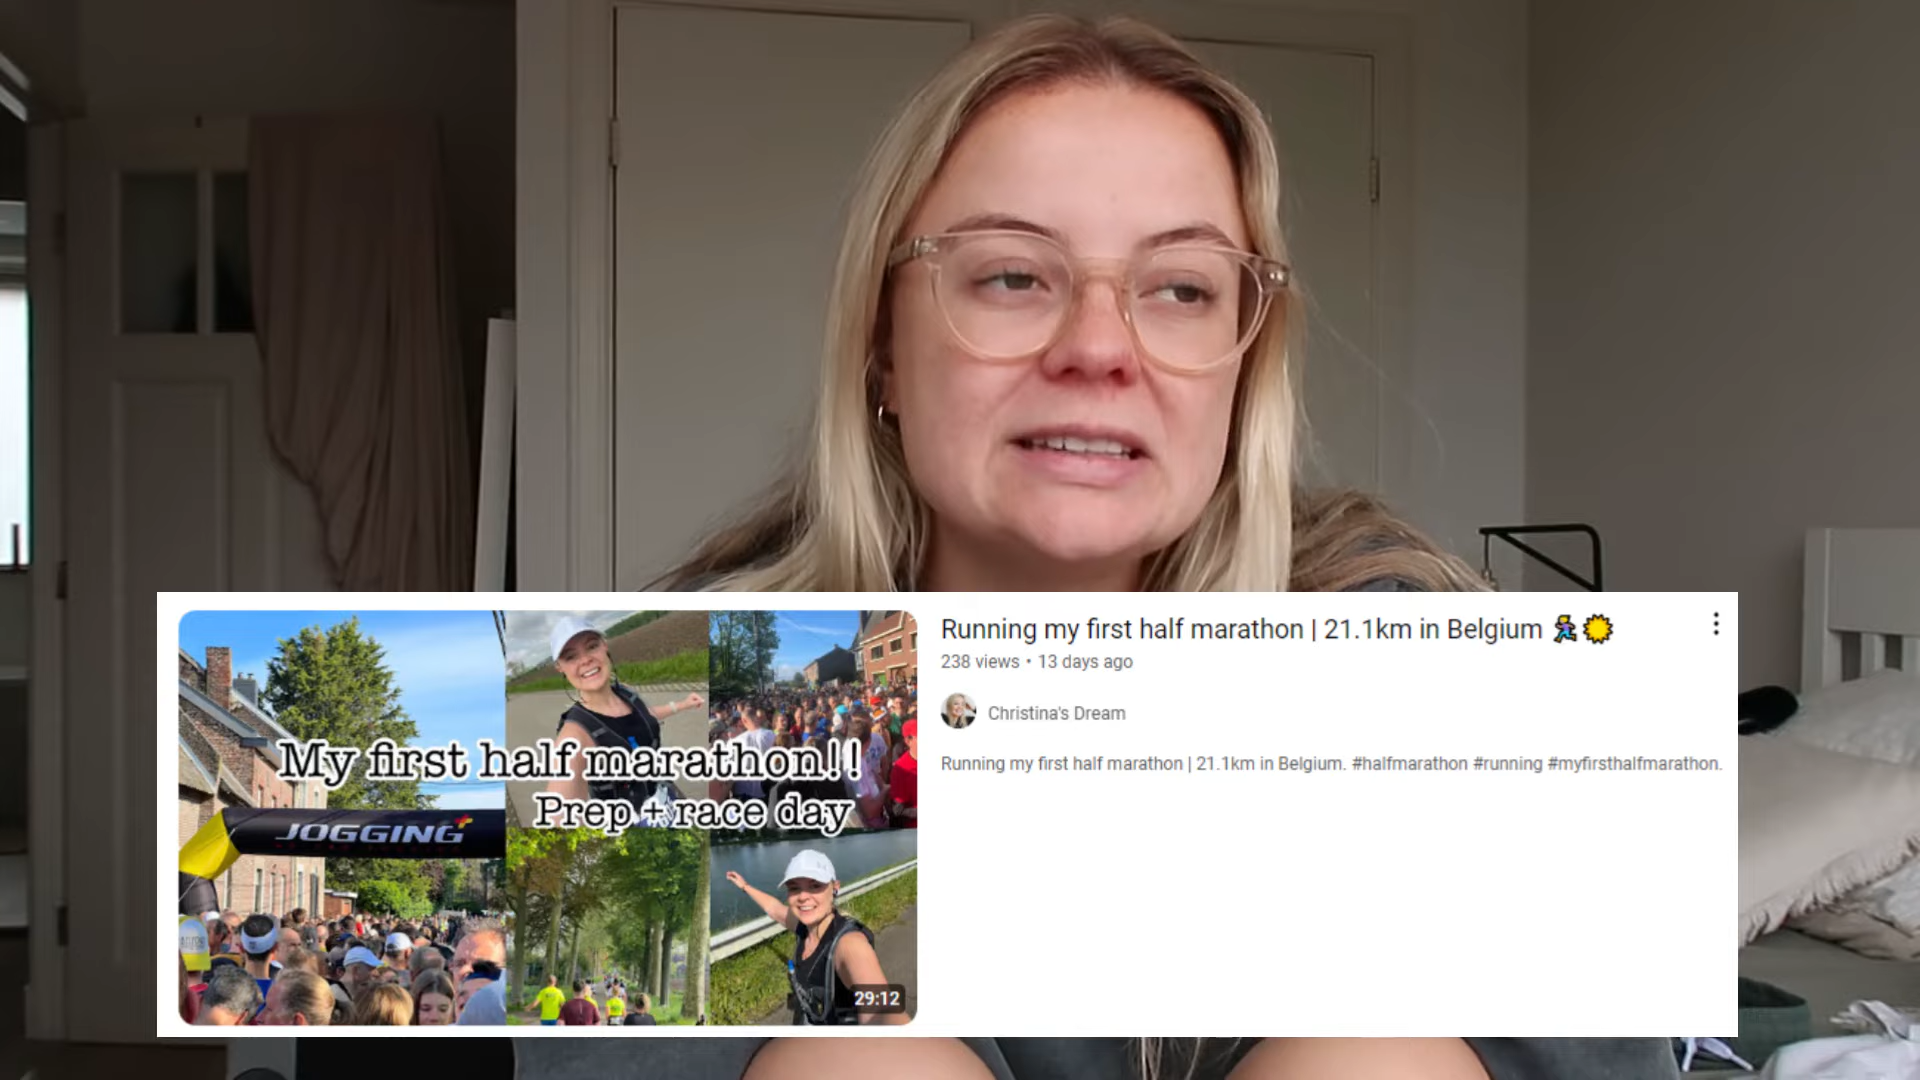 Running my first half marathon | 21.1km in Belgium 🏃‍♀️☀️
238 views • 13 days ago
Christina's Dream
Running my first half marathon | 21.1km in Belgium. #halfmarathon #running #myfirsthalfmarathon.
My first half marathon!!
Prep + race day
JOGGING
29:12